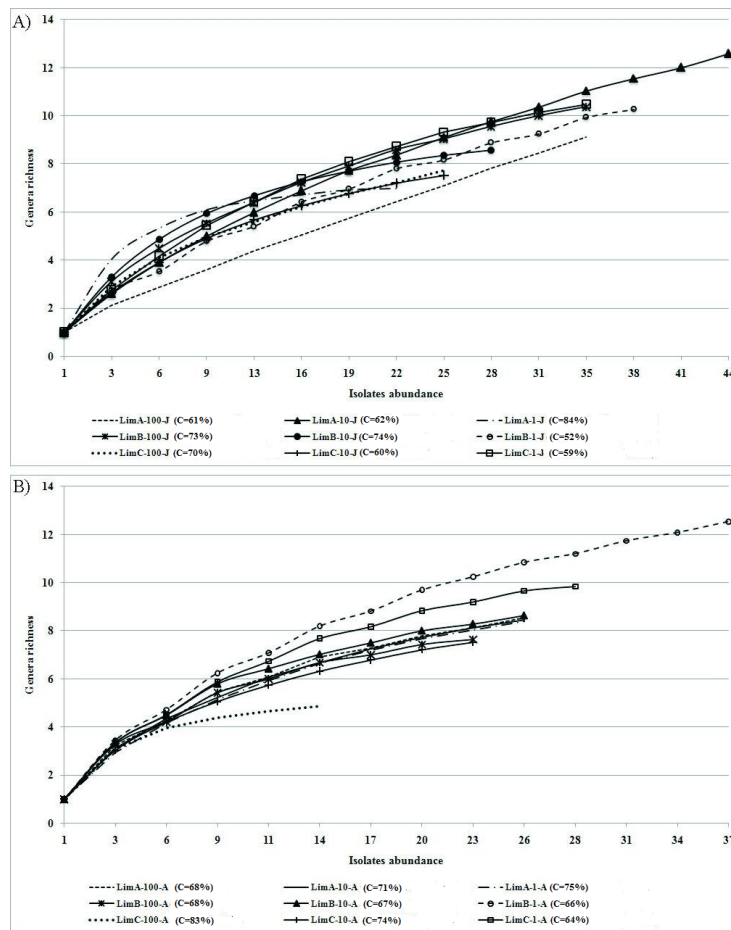 A)
14
12
10
8
6
4
2
0
Genera richness
1 3 6 9 13 16 19 22 25 28 31 35 38 41 44
Isolates abundance
LimA-100-J (C=61%) LimA-10-J (C=62%) LimA-1-J (C=84%)
LimB-100-J (C=73%) LimB-10-J (C=74%) LimB-1-J (C=52%)
LimC-100-J (C=70%) LimC-10-J (C=60%) LimC-1-J (C=59%)
B)
14
12
10
8
6
4
2
0
Genera richness
1 3 6 9 11 14 17 20 23 26 28 31 34 37
Isolates abundance
LimA-100-A (C=68%) LimA-10-A (C=71%) LimA-1-A (C=75%)
LimB-100-A (C=68%) LimB-10-A (C=67%) LimB-1-A (C=66%)
LimC-100-A (C=83%) LimC-10-A (C=74%) LimC-1-A (C=64%)